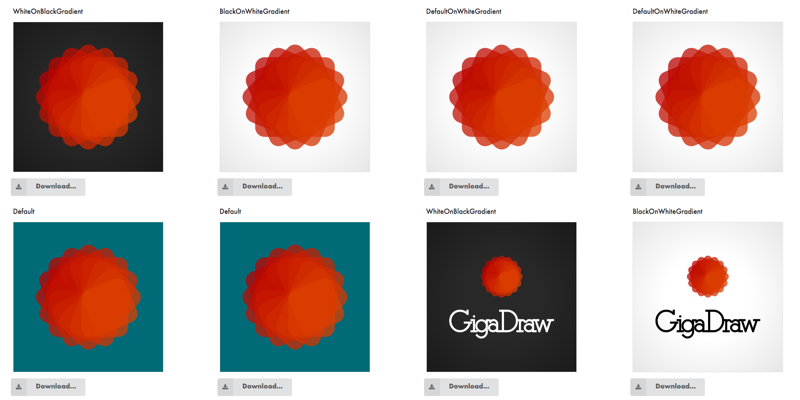 WhiteOnBlackGradient
BlackOnWhiteGradient
DefaultOnWhiteGradient
DefaultOnWhiteGradient
Download...
Download...
Download...
Download...
Default
Default
WhiteOnBlackGradient
BlackOnWhiteGradient
GigaDraw
GigaDraw
Download...
Download...
Download...
Download...